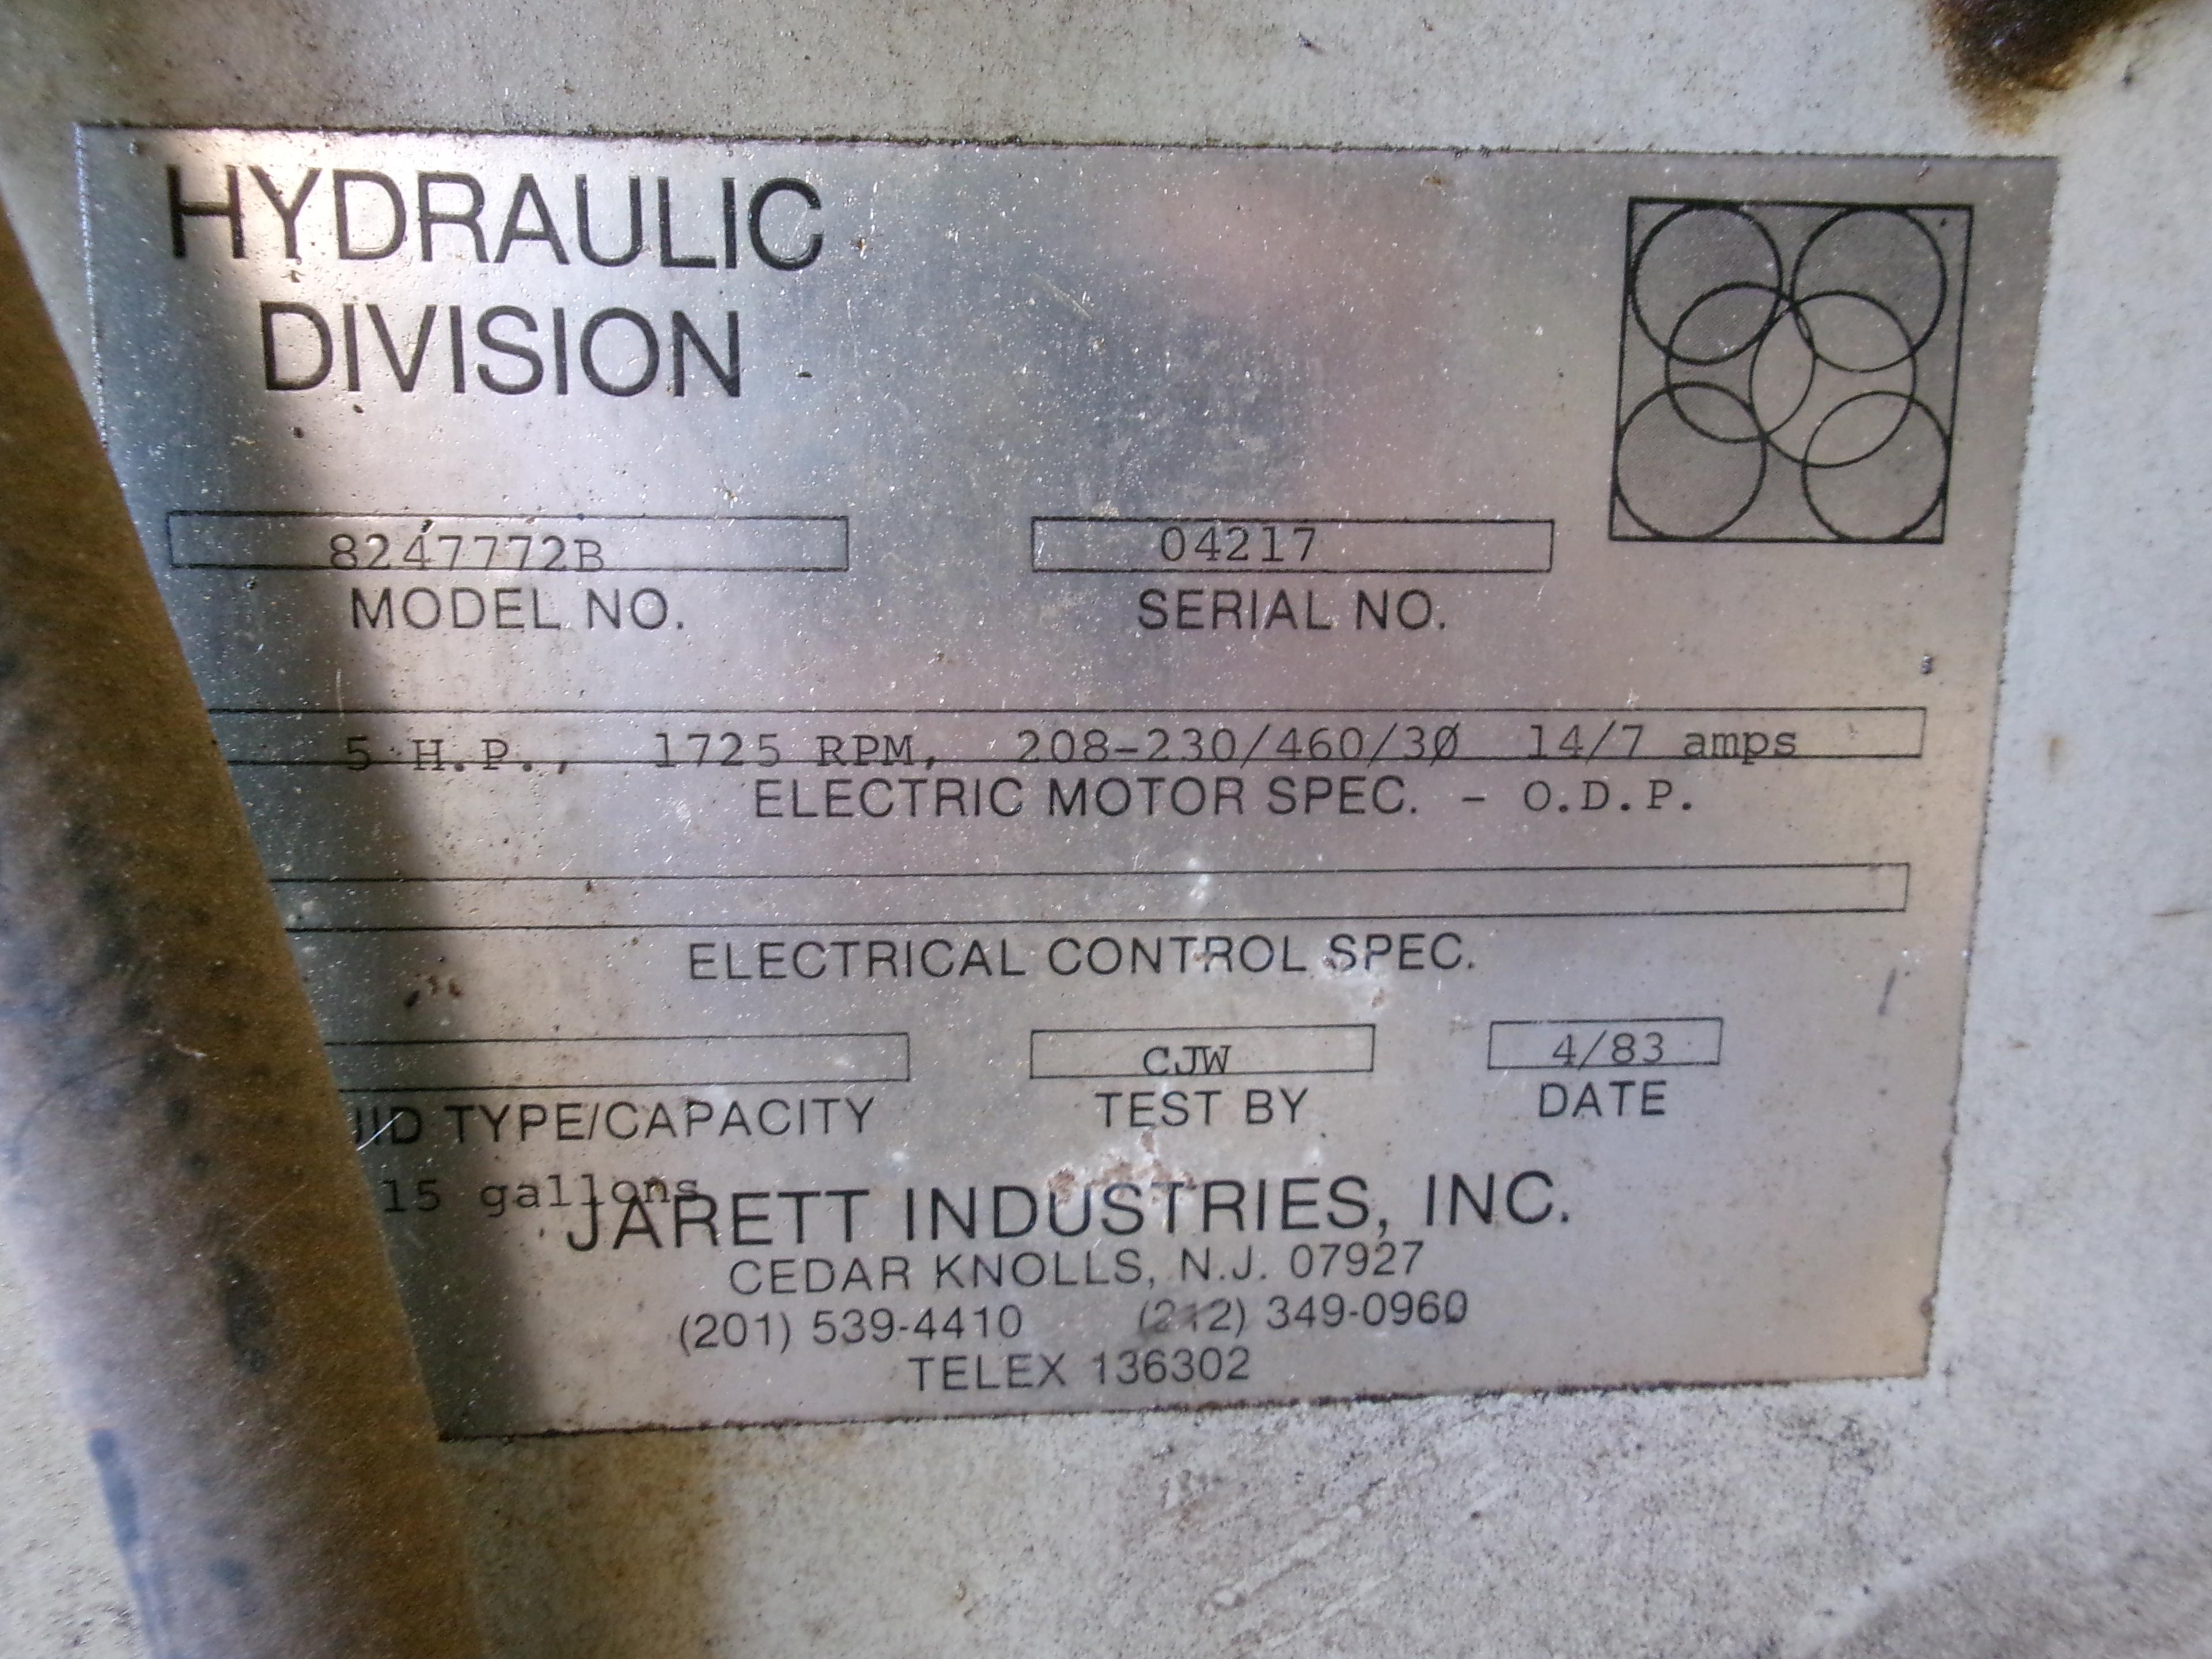 HYDRAULIC
DIVISION
8247772B 04217
MODEL NO. SERIAL NO.
5 H.P., 1725 RPM, 208-230/460/3Ø 14/7 amps
ELECTRIC MOTOR SPEC. - O.D.P.
ELECTRICAL CONTROL SPEC.
CJW 4/83
TYPE/CAPACITY TEST BY DATE
15 gallons
JARETT INDUSTRIES, INC.
CEDAR KNOLLS, N.J. 07927
(201) 539-4410 (212) 349-0960
TELEX 136302